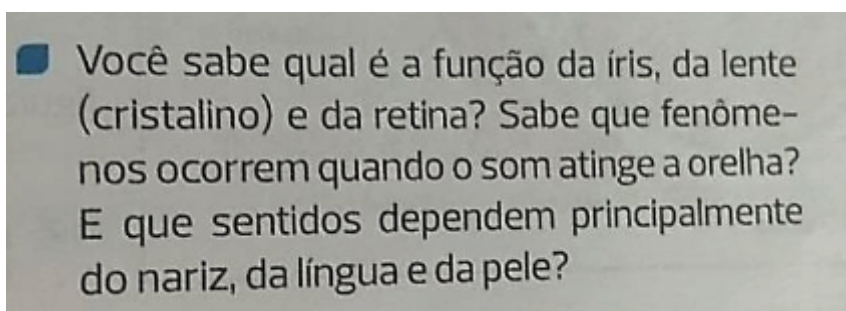 Você sabe qual é a função da íris, da lente
(cristalino) e da retina? Sabe que fenôme-
nos ocorrem quando o som atinge a orelha?
E que sentidos dependem principalmente
do nariz, da língua e da pele?